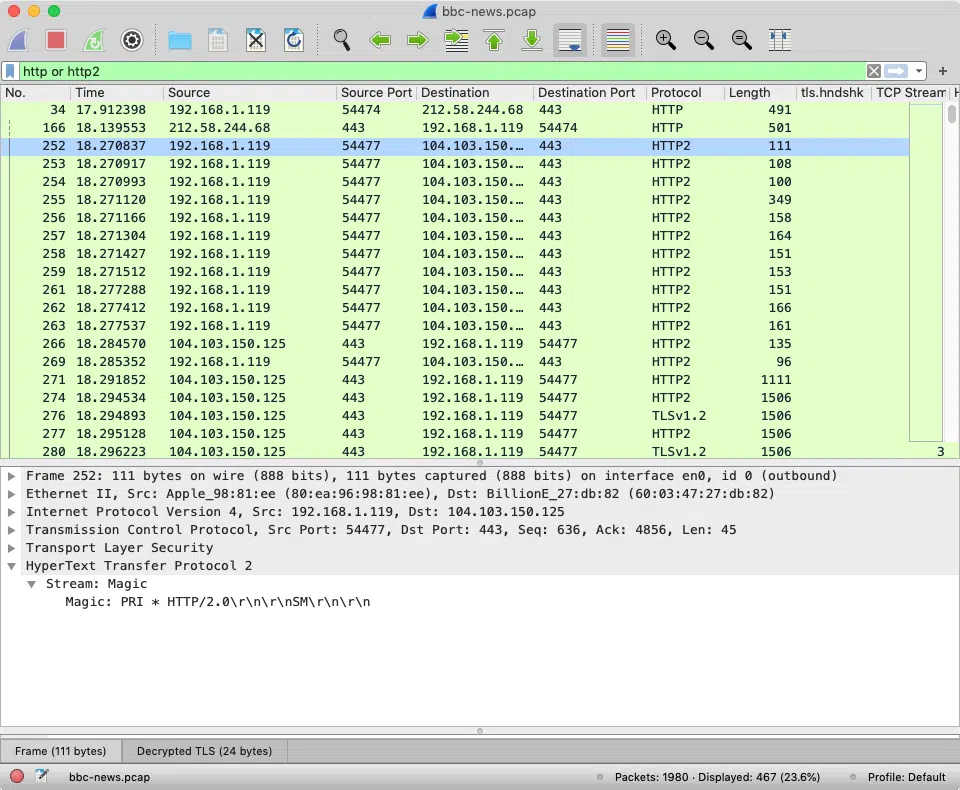 bbc-news.pcap
http or http2
No. Time Source Source Port Destination Destination Port Protocol Length tls.hndshk TCP Stream H
34 17.912398 192.168.1.119 54474 212.58.244.68 443 HTTP 491
166 18.139553 212.58.244.68 443 192.168.1.119 54474 HTTP 501
252 18.270837 192.168.1.119 54477 104.103.150.… 443 HTTP2 111
253 18.270917 192.168.1.119 54477 104.103.150.… 443 HTTP2 108
254 18.270993 192.168.1.119 54477 104.103.150.… 443 HTTP2 100
255 18.271120 192.168.1.119 54477 104.103.150.… 443 HTTP2 349
256 18.271166 192.168.1.119 54477 104.103.150.… 443 HTTP2 158
257 18.271304 192.168.1.119 54477 104.103.150.… 443 HTTP2 164
258 18.271427 192.168.1.119 54477 104.103.150.… 443 HTTP2 151
259 18.271512 192.168.1.119 54477 104.103.150.… 443 HTTP2 153
261 18.277288 192.168.1.119 54477 104.103.150.… 443 HTTP2 151
262 18.277412 192.168.1.119 54477 104.103.150.… 443 HTTP2 166
263 18.277537 192.168.1.119 54477 104.103.150.… 443 HTTP2 161
266 18.284570 104.103.150.125 443 192.168.1.119 54477 HTTP2 135
269 18.285352 192.168.1.119 54477 104.103.150.… 443 HTTP2 96
271 18.291852 104.103.150.125 443 192.168.1.119 54477 HTTP2 1111
274 18.294534 104.103.150.125 443 192.168.1.119 54477 HTTP2 1506
276 18.294893 104.103.150.125 443 192.168.1.119 54477 TLSv1.2 1506
277 18.295128 104.103.150.125 443 192.168.1.119 54477 HTTP2 1506
280 18.296223 104.103.150.125 443 192.168.1.119 54477 TLSv1.2 1506 3
Frame 252: 111 bytes on wire (888 bits), 111 bytes captured (888 bits) on interface en0, id 0 (outbound)
Ethernet II, Src: Apple_98:81:ee (80:ea:96:98:81:ee), Dst: BillionE_27:db:82 (60:03:47:27:db:82)
Internet Protocol Version 4, Src: 192.168.1.119, Dst: 104.103.150.125
Transmission Control Protocol, Src Port: 54477, Dst Port: 443, Seq: 636, Ack: 4856, Len: 45
Transport Layer Security
HyperText Transfer Protocol 2
Stream: Magic
Magic: PRI * HTTP/2.0\r\n\r\nSM\r\n\r\n
Frame (111 bytes) Decrypted TLS (24 bytes)
bbc-news.pcap Packets: 1980 · Displayed: 467 (23.6%) Profile: Default